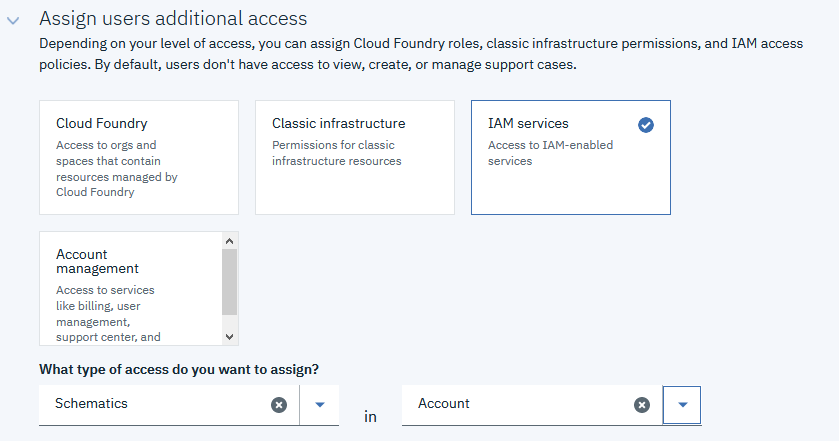 Assign users additional access
Depending on your level of access, you can assign Cloud Foundry roles, classic infrastructure permissions, and IAM access
policies. By default, users don't have access to view, create, or manage support cases.
Cloud Foundry
Access to orgs and
spaces that contain
resources managed by
Cloud Foundry
Classic infrastructure
Permissions for classic
infrastructure resources
IAM services
Access to IAM-enabled
services
Account
management
Access to services
like billing, user
management,
support center, and
What type of access do you want to assign?
Schematics
in
Account